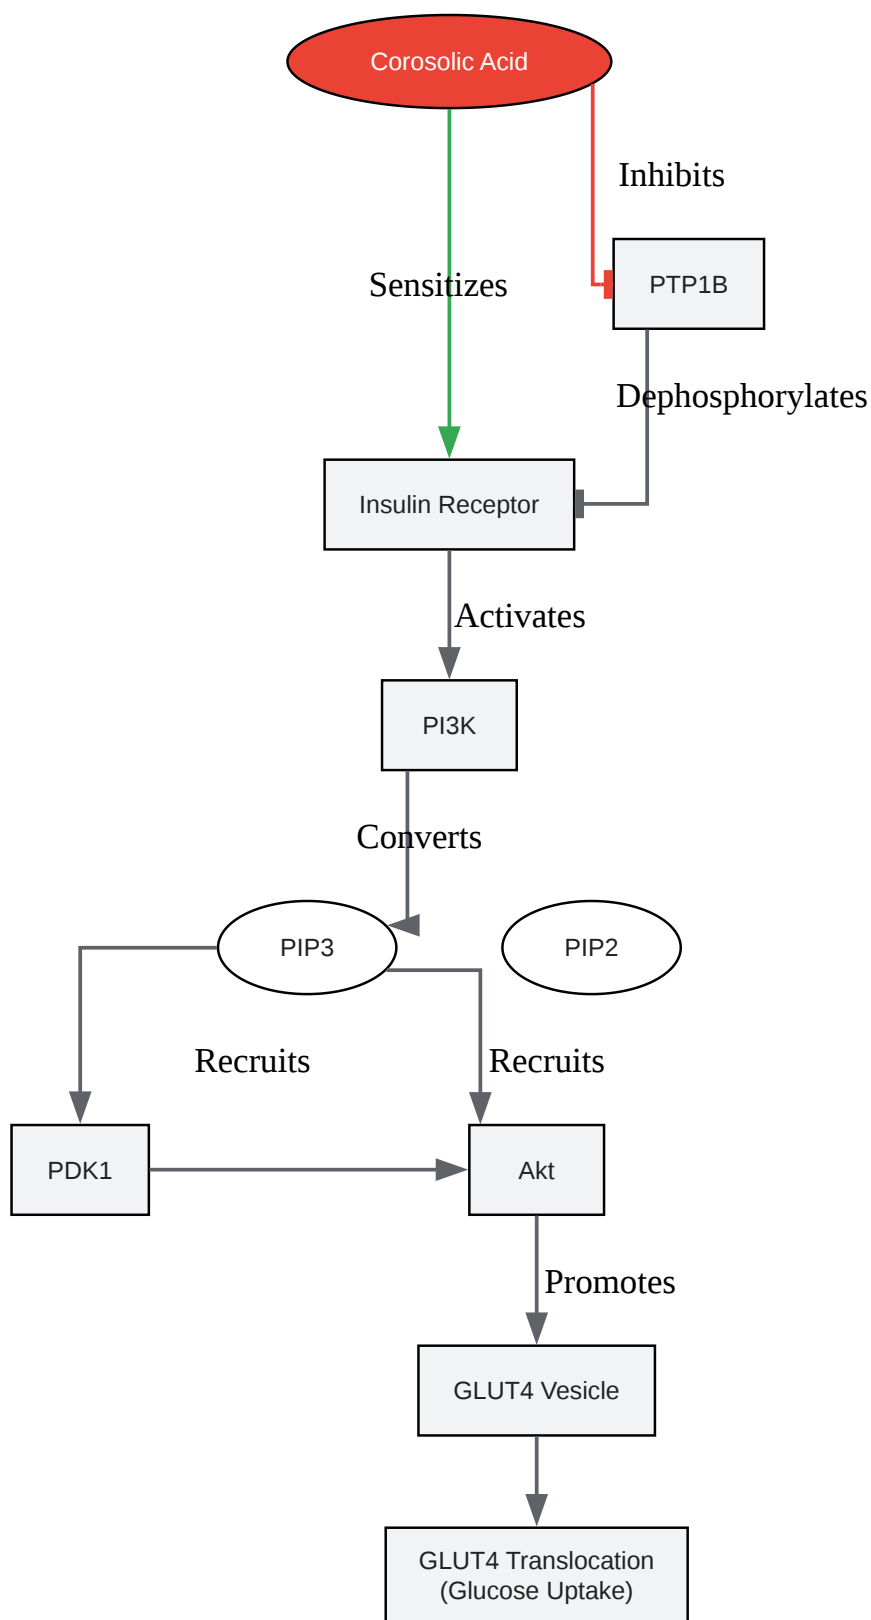 Corosolic Acid
Inhibits
Sensitizes
PTP1B
Dephosphorylates
Insulin Receptor
Activates
PI3K
Converts
PIP3
PIP2
Recruits
Recruits
PDK1
Akt
Promotes
GLUT4 Vesicle
GLUT4 Translocation
(Glucose Uptake)